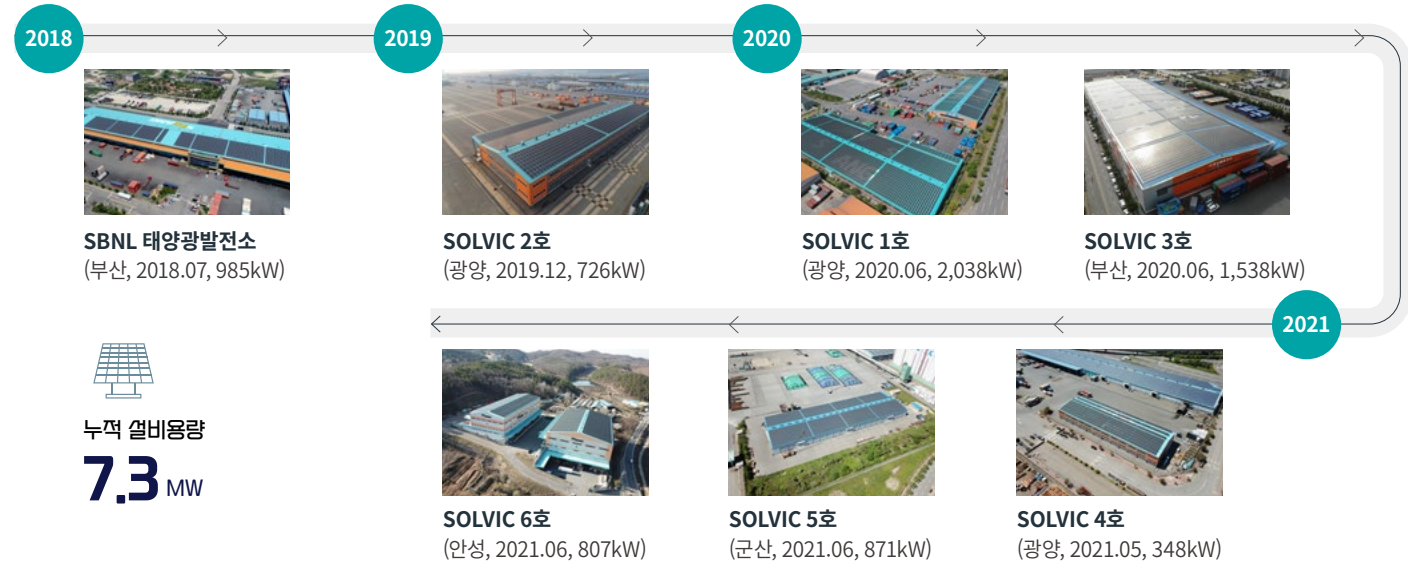 2018
2019
2020
SBNL 태양광발전소
(부산, 2018.07, 985kW)
SOLVIC 2호
(광양, 2019.12, 726kW)
SOLVIC 1호
(광양, 2020.06, 2,038kW)
SOLVIC 3호
(부산, 2020.06, 1,538kW)
2021
SOLVIC 6호
(안성, 2021.06, 807kW)
SOLVIC 5호
(군산, 2021.06, 871kW)
SOLVIC 4호
(광양, 2021.05, 348kW)
누적 설비용량
7.3 MW